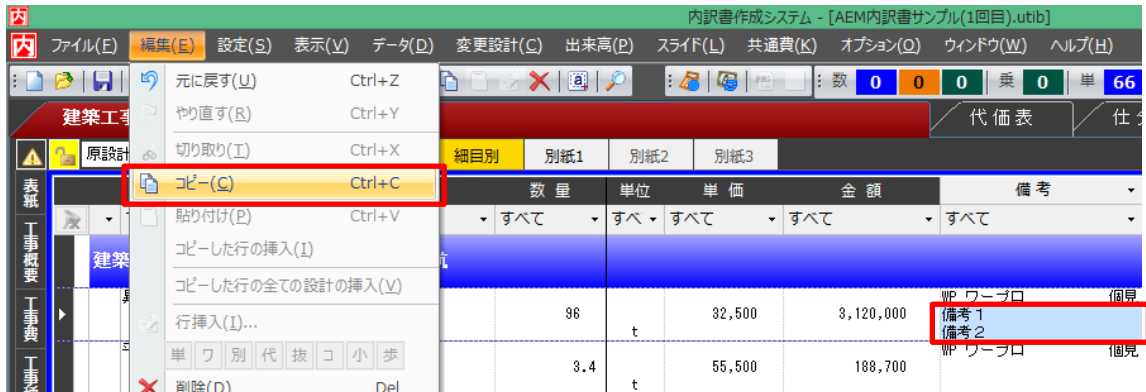 内訳書作成システム - [AEM内訳書サンプル(1回目).utib]
ファイル(F) 編集(E) 設定(S) 表示(V) データ(D) 変更設計(C) 出来高(P) スライド(L) 共通費(K) オプション(O) ウィンドウ(W) ヘルプ(H)
数 0 0 0 乗 0 単 66
元に戻す(U) Ctrl+Z
やり直す(R) Ctrl+Y
切り取り(T) Ctrl+X
コピー(C) Ctrl+C
貼り付け(P) Ctrl+V
コピーした行の挿入(I)
コピーした行の全ての設計の挿入(V)
行挿入(I)...
単 ワ 別 代 抜 コ 小 歩
削除(D) Del
建築工事
代価表
原設計
細目別 別紙1 別紙2 別紙3
表紙
工事概要
工事費
数量 単位 単価 金額 備考
すべて すべ すべて すべて すべて
建築
WP ワープロ 個見
備考1
備考2
96 t 32,500 3,120,000
WP ワープロ 個見
3.4 t 55,500 188,700